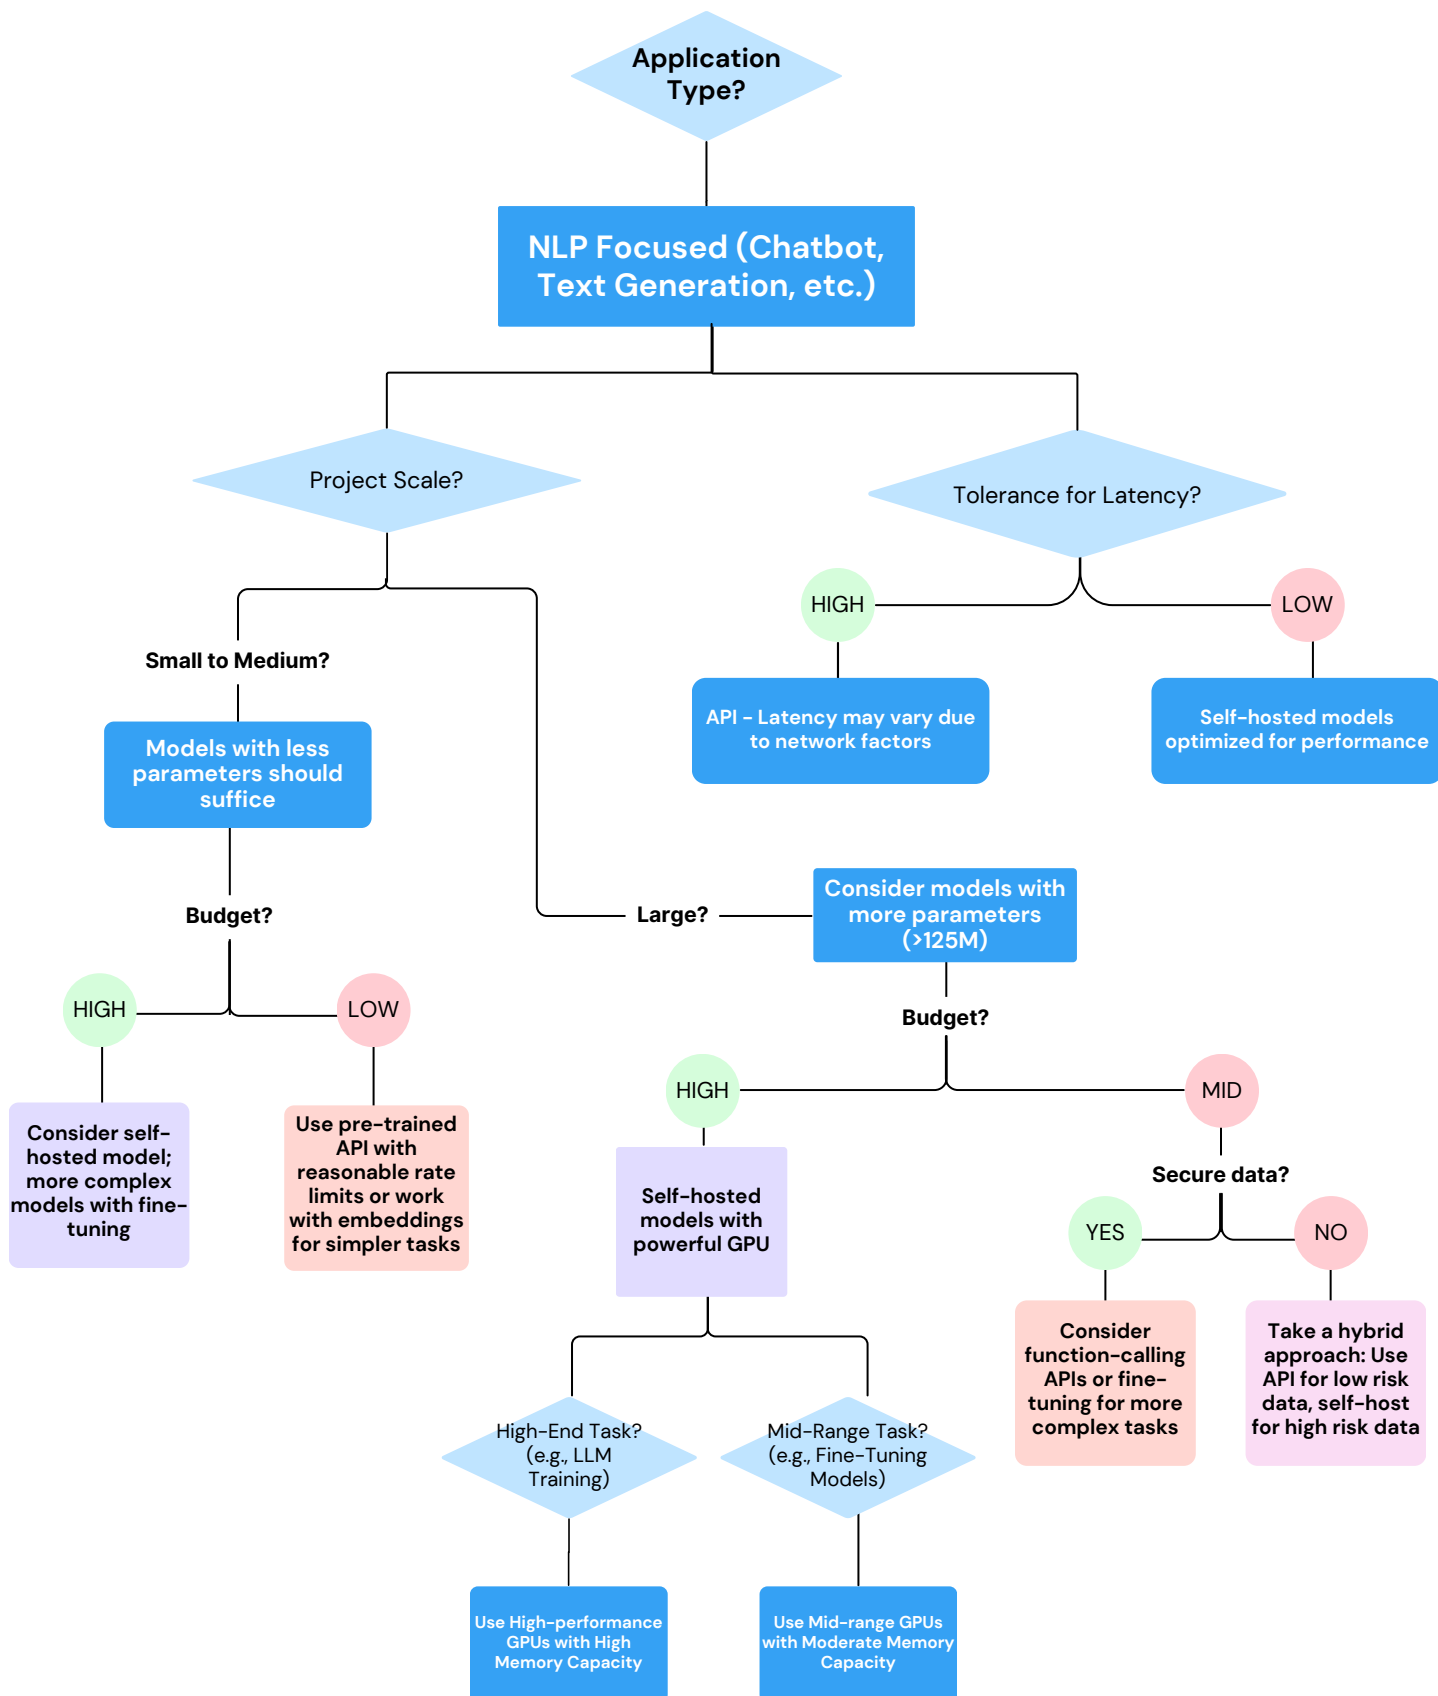 Application
Type?
NLP Focused (Chatbot,
Text Generation, etc.)
Project Scale?
Tolerance for Latency?
HIGH
LOW
Small to Medium?
API - Latency may vary due
to network factors
Self-hosted models
optimized for performance
Models with less
parameters should
suffice
Budget?
Large?
Consider models with
more parameters
(>125M)
HIGH
LOW
Budget?
Consider self-
hosted model;
more complex
models with fine-
tuning
Use pre-trained
API with
reasonable rate
limits or work
with embeddings
for simpler tasks
HIGH
MID
Self-hosted
models with
powerful GPU
Secure data?
YES
NO
Consider
function-calling
APIs or fine-
tuning for more
complex tasks
Take a hybrid
approach: Use
API for low risk
data, self-host
for high risk data
High-End Task?
(e.g., LLM
Training)
Mid-Range Task?
(e.g., Fine-Tuning
Models)
Use High-performance
GPUs with High
Memory Capacity
Use Mid-range GPUs
with Moderate Memory
Capacity